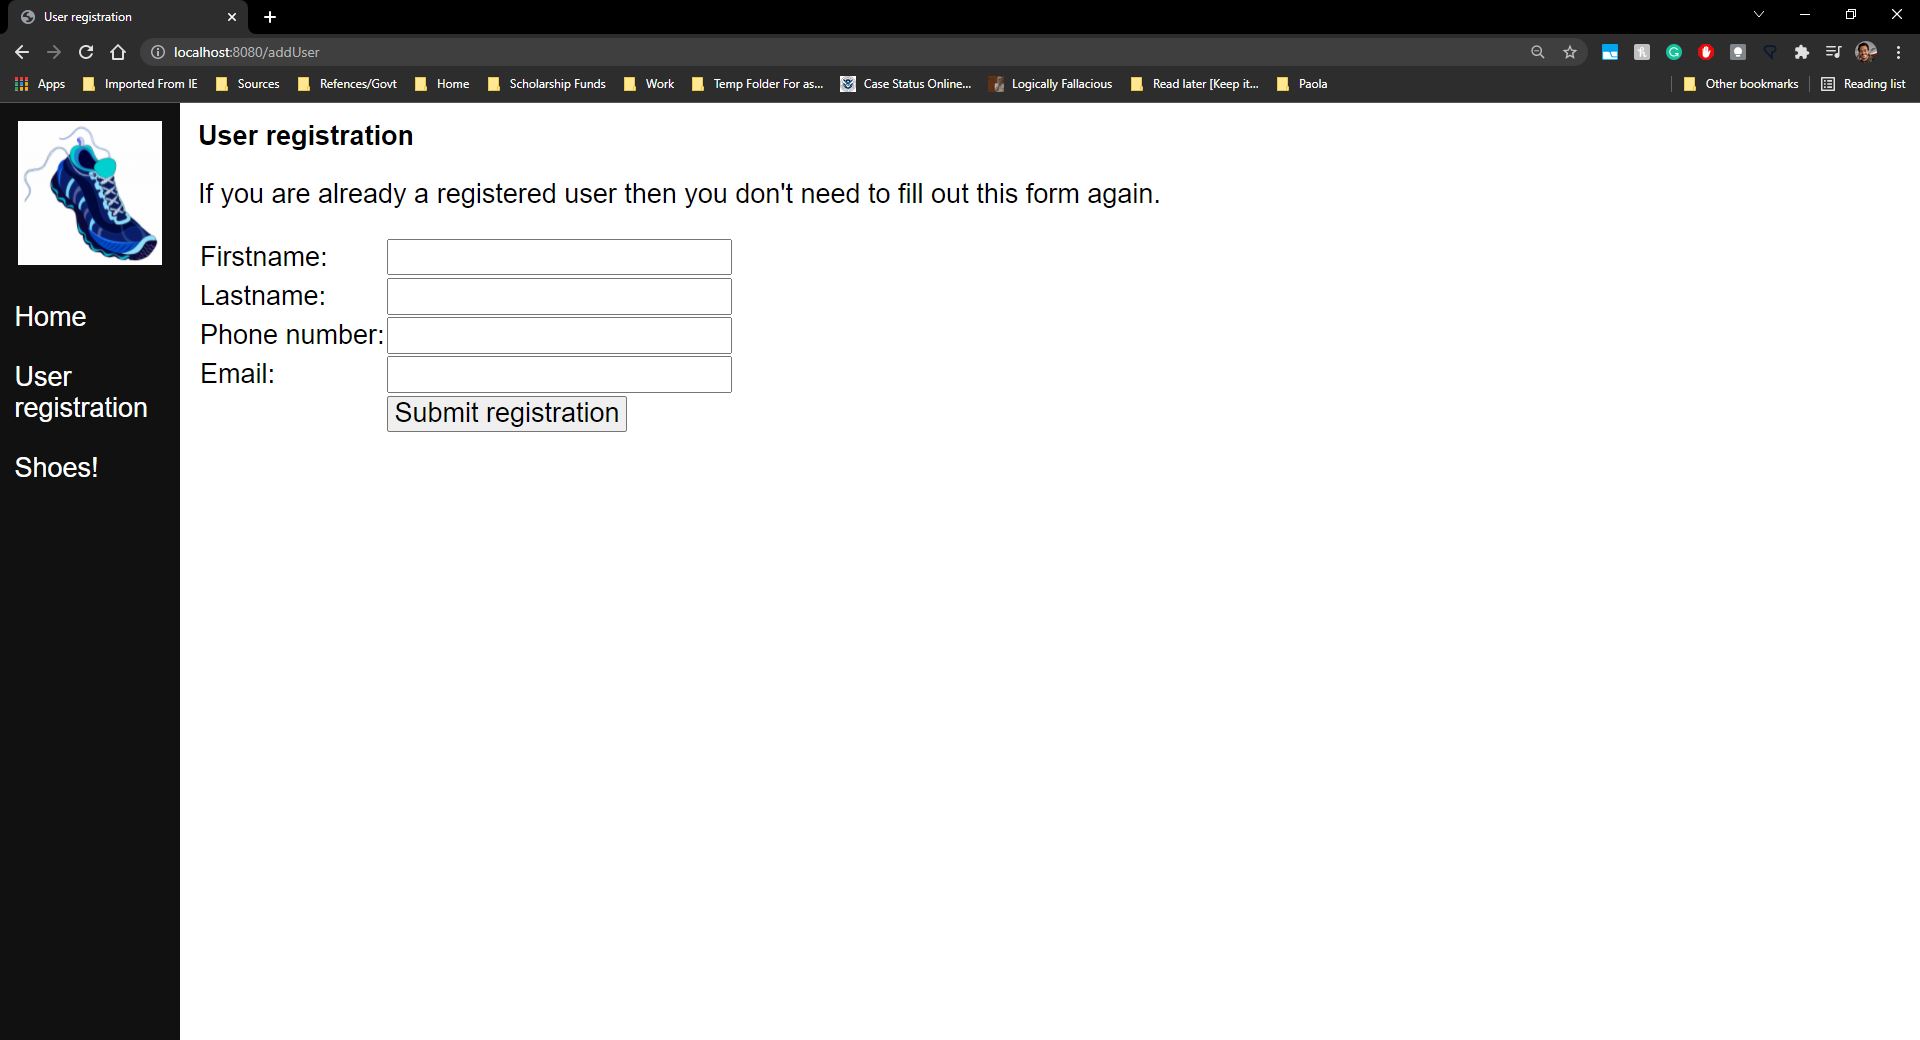 User registration
localhost:8080/addUser
Apps Imported From IE Sources Refences/Govt Home Scholarship Funds Work Temp Folder For as... Case Status Online... Logically Fallacious Read later [Keep it... Paola Other bookmarks Reading list
Home
User
registration
Shoes!
User registration
If you are already a registered user then you don't need to fill out this form again.
Firstname:
Lastname:
Phone number:
Email:
Submit registration